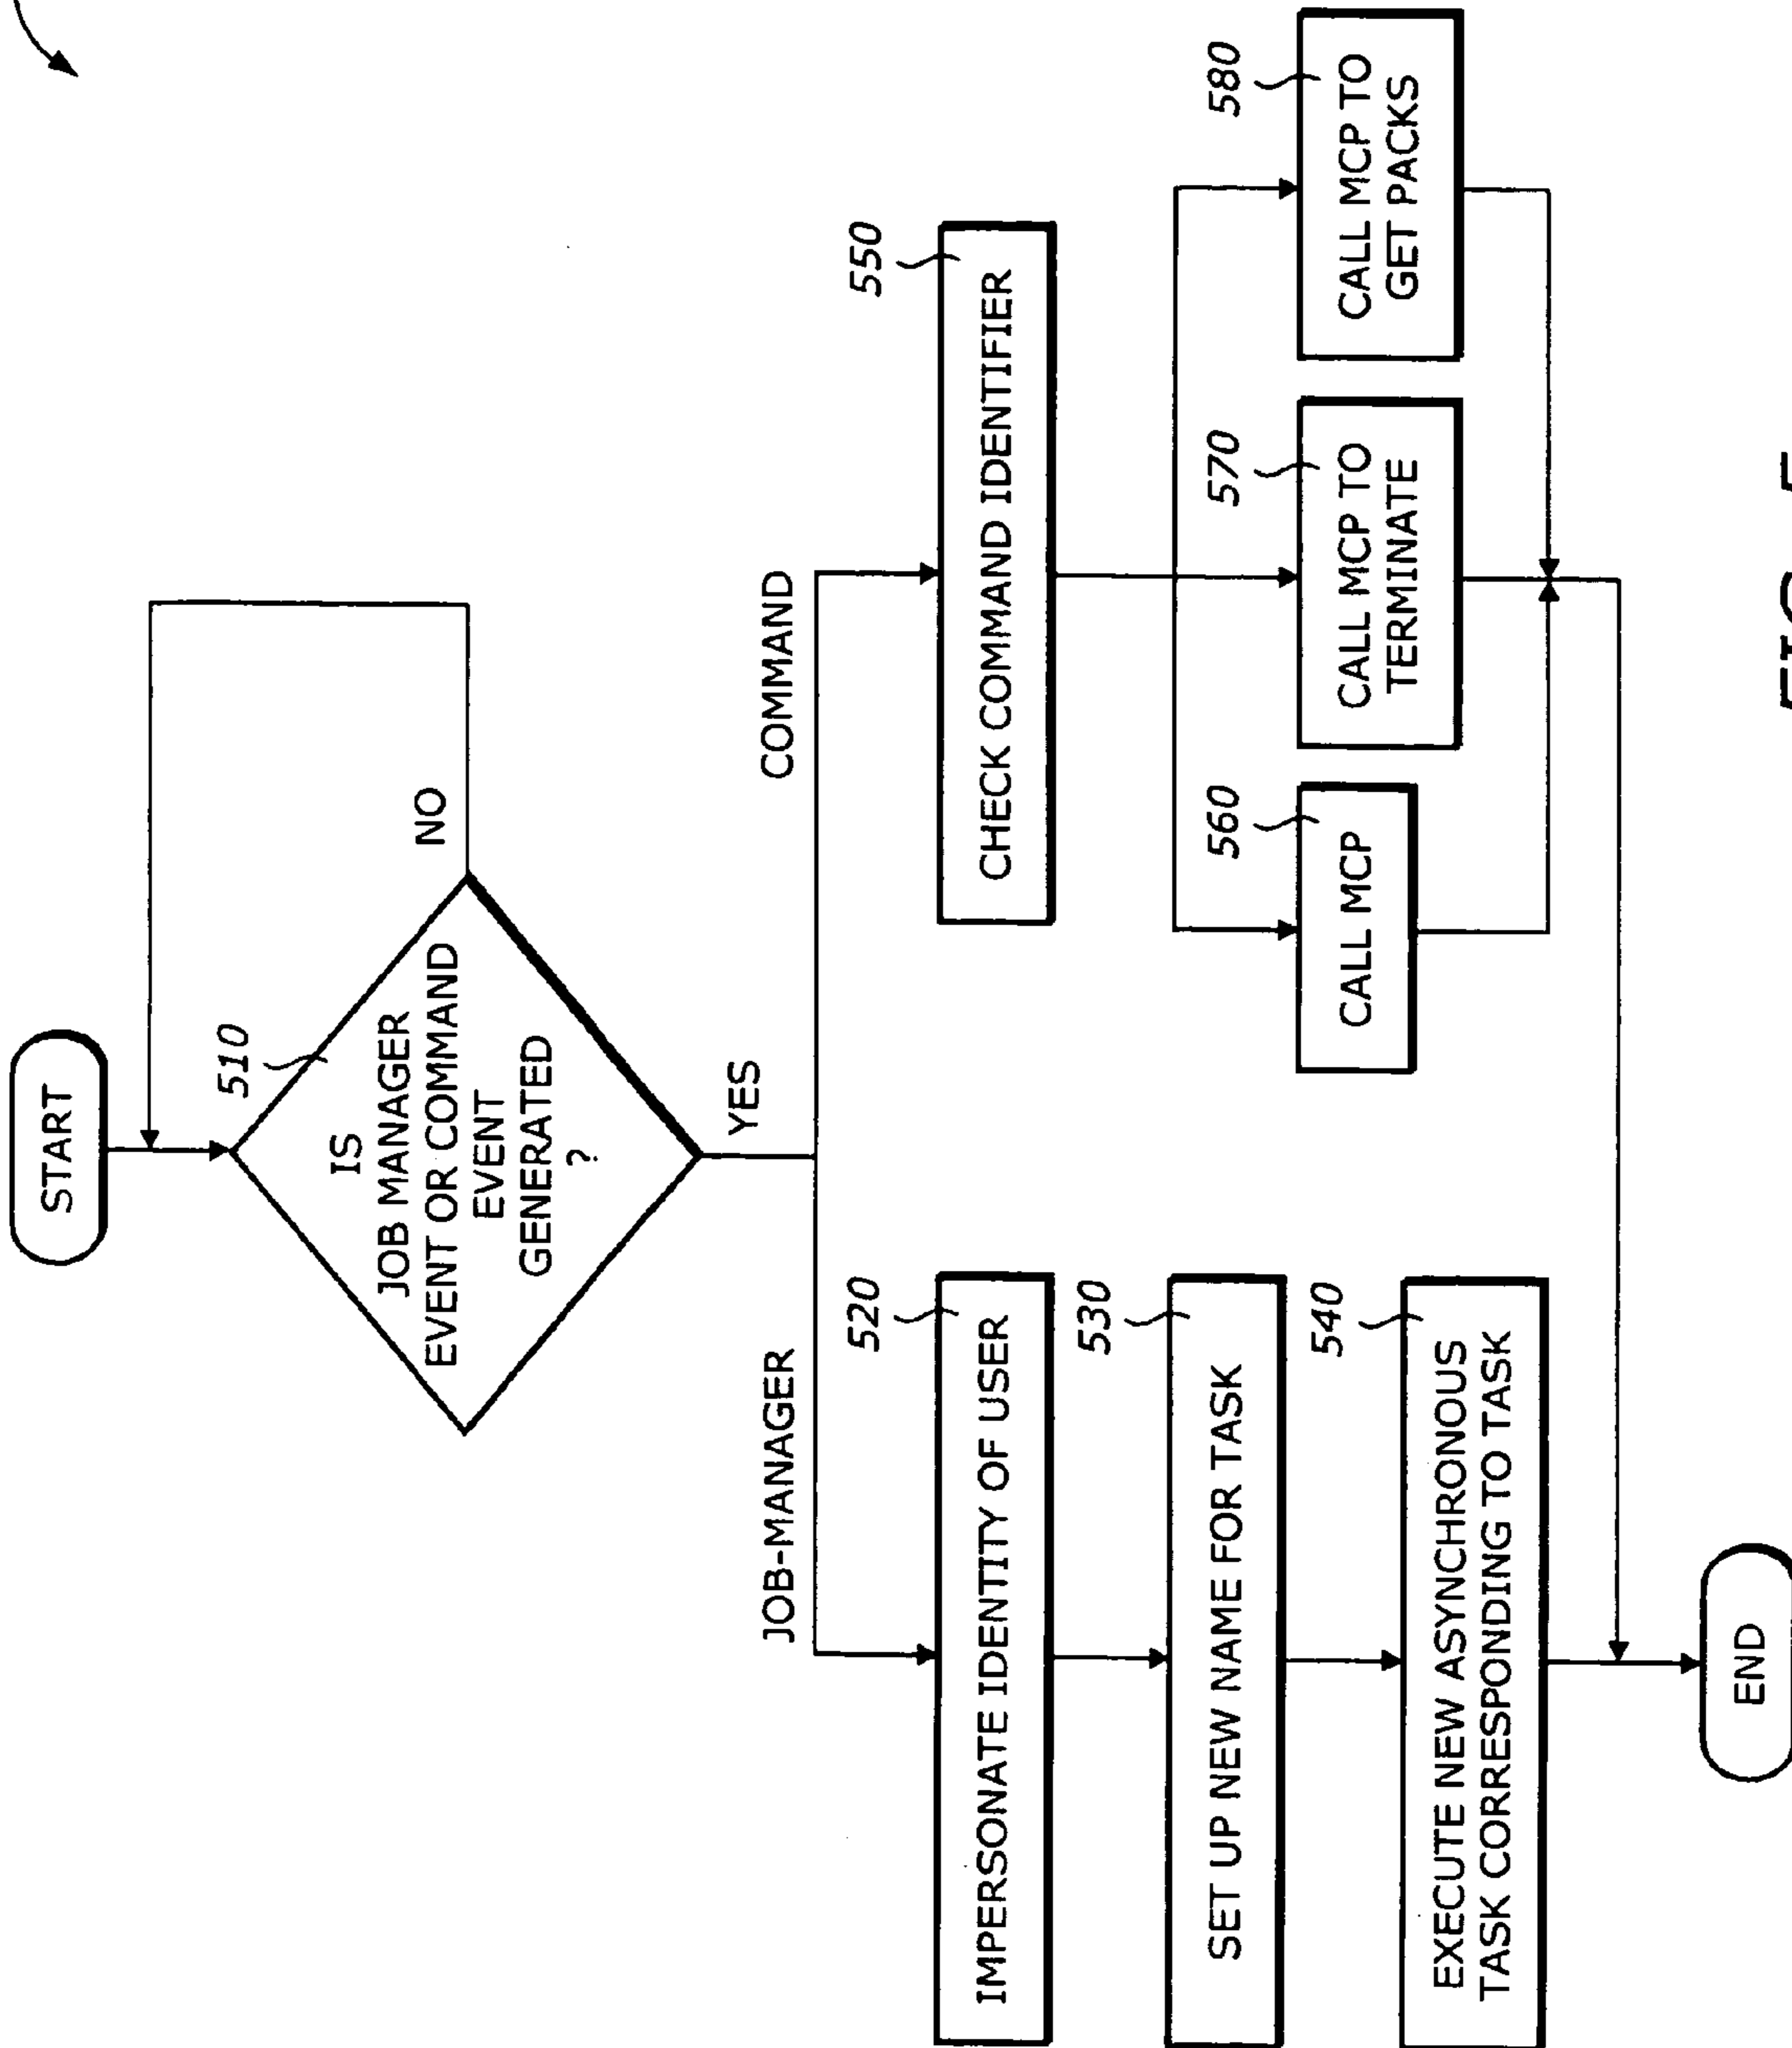 START
510
IS
JOB MANAGER
EVENT OR COMMAND
EVENT
GENERATED
?
NO
YES
JOB-MANAGER
COMMAND
520
IMPERSONATE IDENTITY OF USER
530
SET UP NEW NAME FOR TASK
540
EXECUTE NEW ASYNCHRONOUS
TASK CORRESPONDING TO TASK
550
CHECK COMMAND IDENTIFIER
560
CALL MCP
570
CALL MCP TO
TERMINATE
580
CALL MCP TO
GET PACKS
END